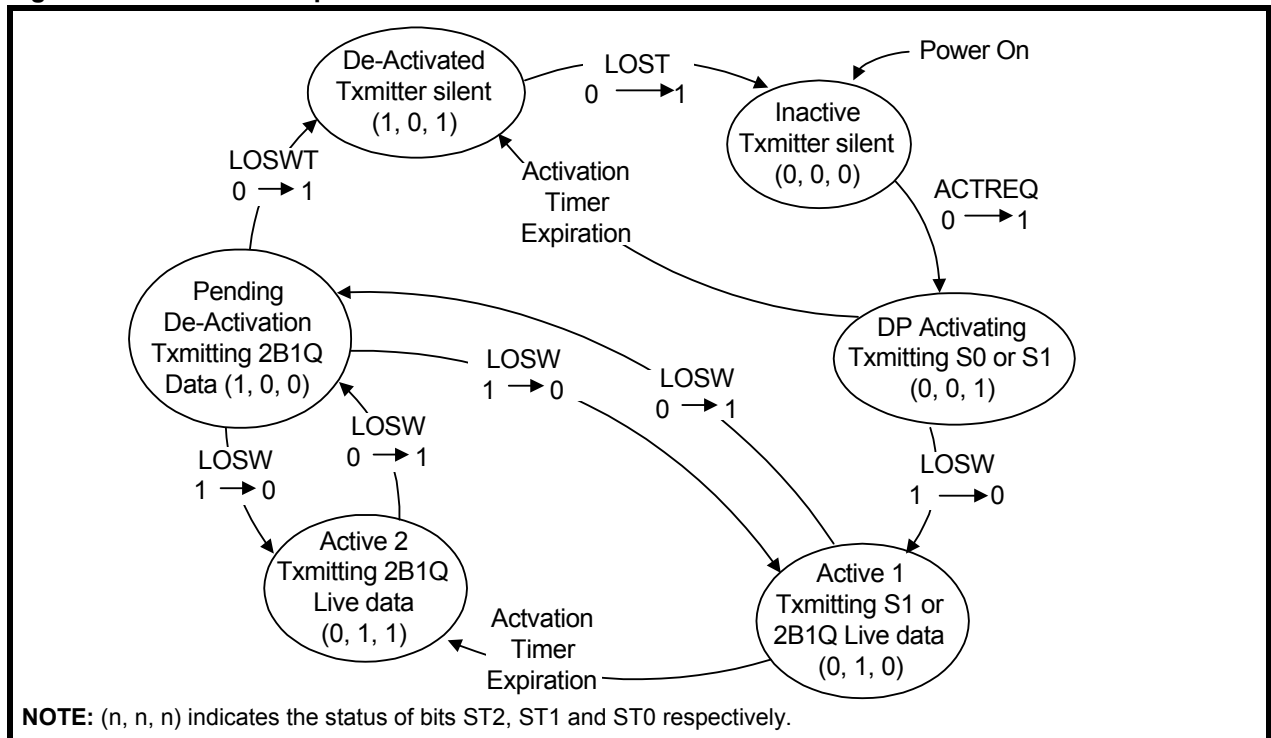 De-Activated
Txmitter silent
(1, 0, 1)
LOST
0 → 1
Power On
Inactive
Txmitter silent
(0, 0, 0)
LOSWT
0 → 1
Activation
Timer
Expiration
ACTREQ
0 → 1
Pending
De-Activation
Txmitting 2B1Q
Data (1, 0, 0)
DP Activating
Txmitting S0 or S1
(0, 0, 1)
LOSW
1 → 0
LOSW
0 → 1
LOSW
0 → 1
LOSW
1 → 0
LOSW
1 → 0
Active 2
Txmitting 2B1Q
Live data
(0, 1, 1)
Active 1
Txmitting S1 or
2B1Q Live data
(0, 1, 0)
Actvation
Timer
Expiration
NOTE: (n, n, n) indicates the status of bits ST2, ST1 and ST0 respectively.